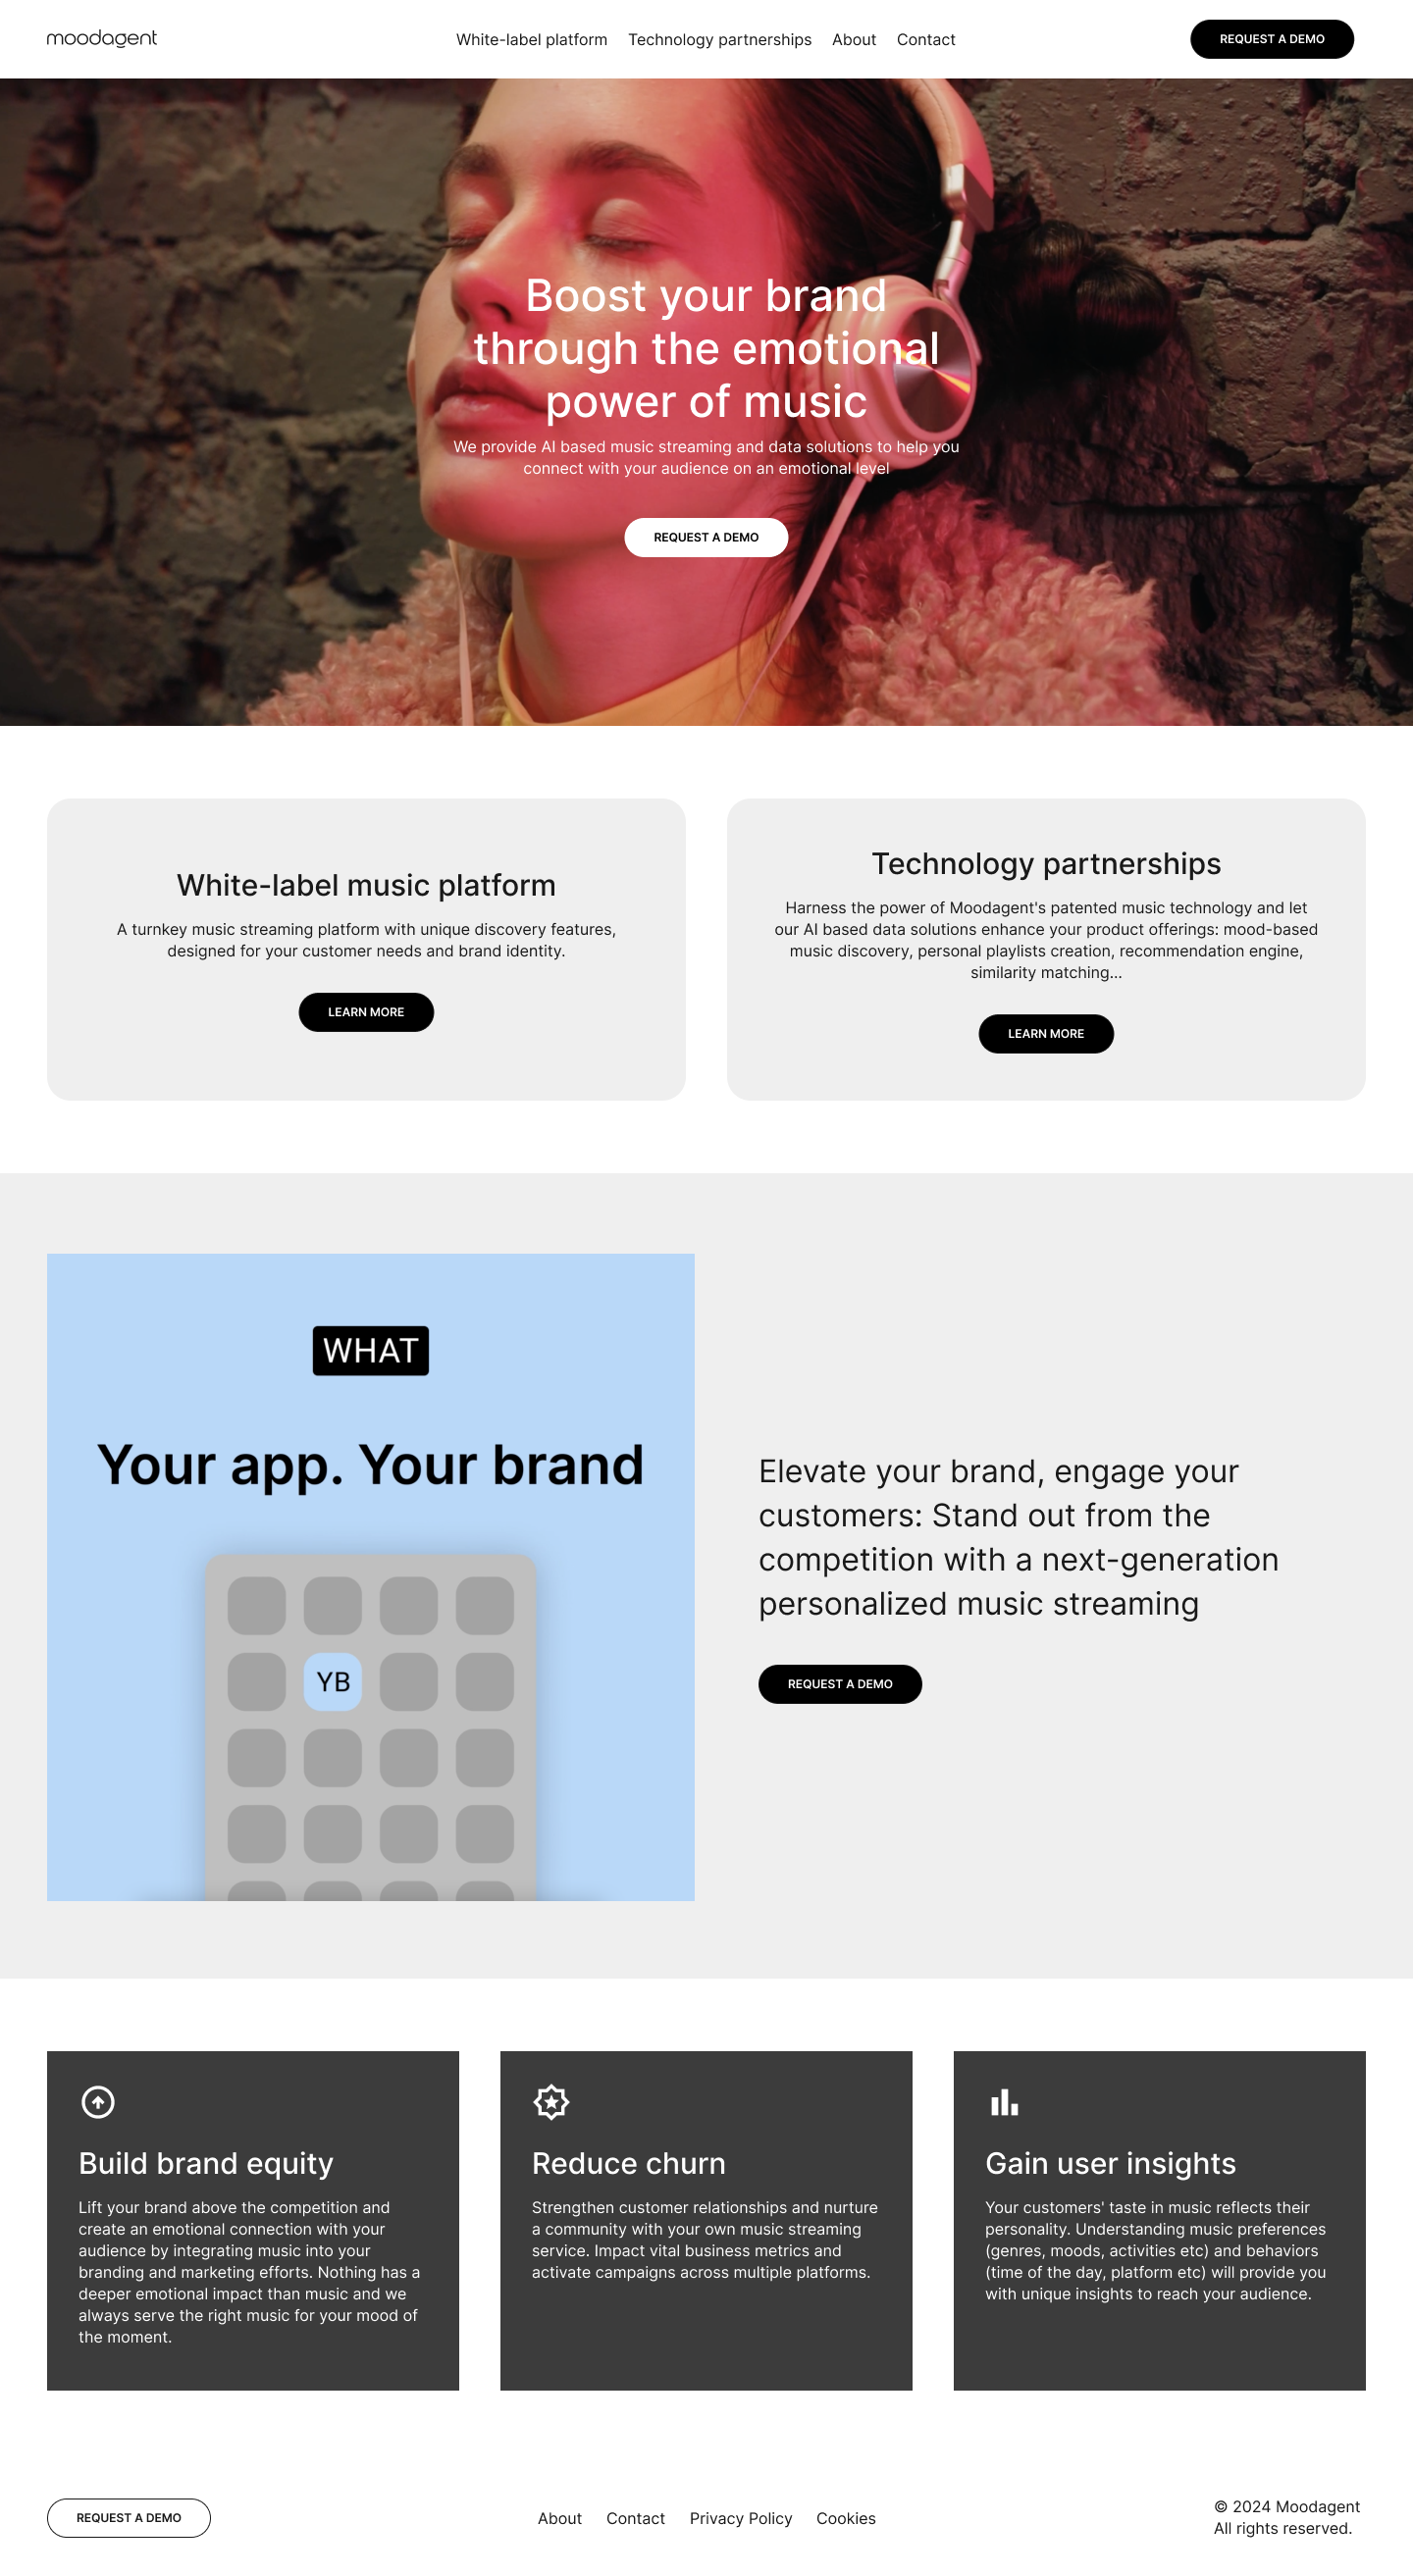 moodagent
White-label platform
Technology partnerships
About
Contact
REQUEST A DEMO
Boost your brand
through the emotional
power of music
We provide AI based music streaming and data solutions to help you
connect with your audience on an emotional level
REQUEST A DEMO
White-label music platform
A turnkey music streaming platform with unique discovery features,
designed for your customer needs and brand identity.
LEARN MORE
Technology partnerships
Harness the power of Moodagent's patented music technology and let
our AI based data solutions enhance your product offerings: mood-based
music discovery, personal playlists creation, recommendation engine,
similarity matching...
LEARN MORE
WHAT
Your app. Your brand
YB
Elevate your brand, engage your
customers: Stand out from the
competition with a next-generation
personalized music streaming
REQUEST A DEMO
Build brand equity
Lift your brand above the competition and
create an emotional connection with your
audience by integrating music into your
branding and marketing efforts. Nothing has a
deeper emotional impact than music and we
always serve the right music for your mood of
the moment.
Reduce churn
Strengthen customer relationships and nurture
a community with your own music streaming
service. Impact vital business metrics and
activate campaigns across multiple platforms.
Gain user insights
Your customers' taste in music reflects their
personality. Understanding music preferences
(genres, moods, activities etc) and behaviors
(time of the day, platform etc) will provide you
with unique insights to reach your audience.
REQUEST A DEMO
About
Contact
Privacy Policy
Cookies
© 2024 Moodagent
All rights reserved.